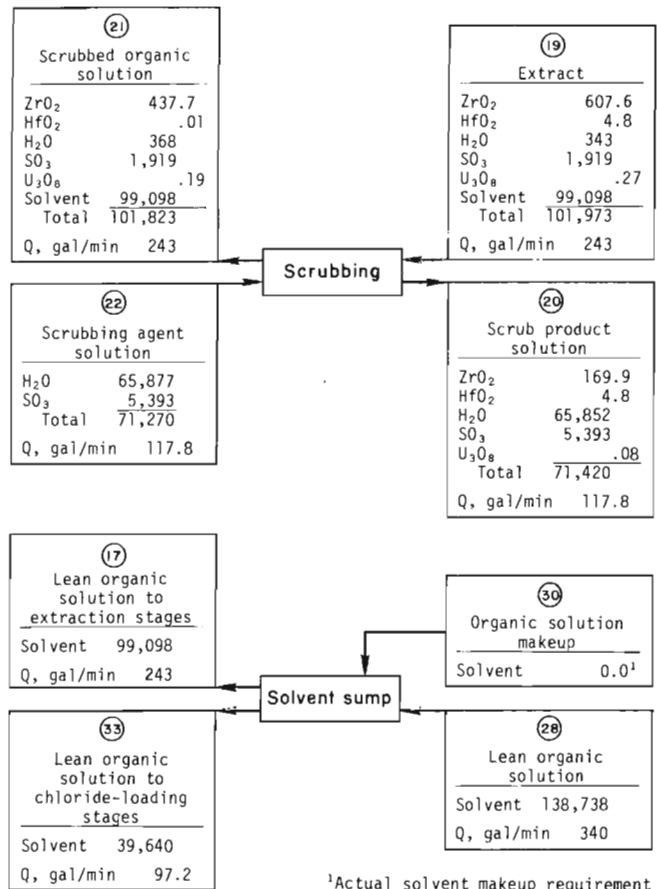 21
Scrubbed organic
solution
ZrO₂ 437.7
HfO₂ .01
H₂O 368
SO₃ 1,919
U₃O₈ .19
Solvent 99,098
Total 101,823
Q, gal/min 243
19
Extract
ZrO₂ 607.6
HfO₂ 4.8
H₂O 343
SO₃ 1,919
U₃O₈ .27
Solvent 99,098
Total 101,973
Q, gal/min 243
Scrubbing
22
Scrubbing agent
solution
H₂O 65,877
SO₃ 5,393
Total 71,270
Q, gal/min 117.8
20
Scrub product
solution
ZrO₂ 169.9
HfO₂ 4.8
H₂O 65,852
SO₃ 5,393
U₃O₈ .08
Total 71,420
Q, gal/min 117.8
17
Lean organic
solution to
extraction stages
Solvent 99,098
Q, gal/min 243
30
Organic solution
makeup
Solvent 0.0¹
Solvent sump
33
Lean organic
solution to
chloride-loading
stages
Solvent 39,640
Q, gal/min 97.2
28
Lean organic
solution
Solvent 138,738
Q, gal/min 340
¹Actual solvent makeup requirement